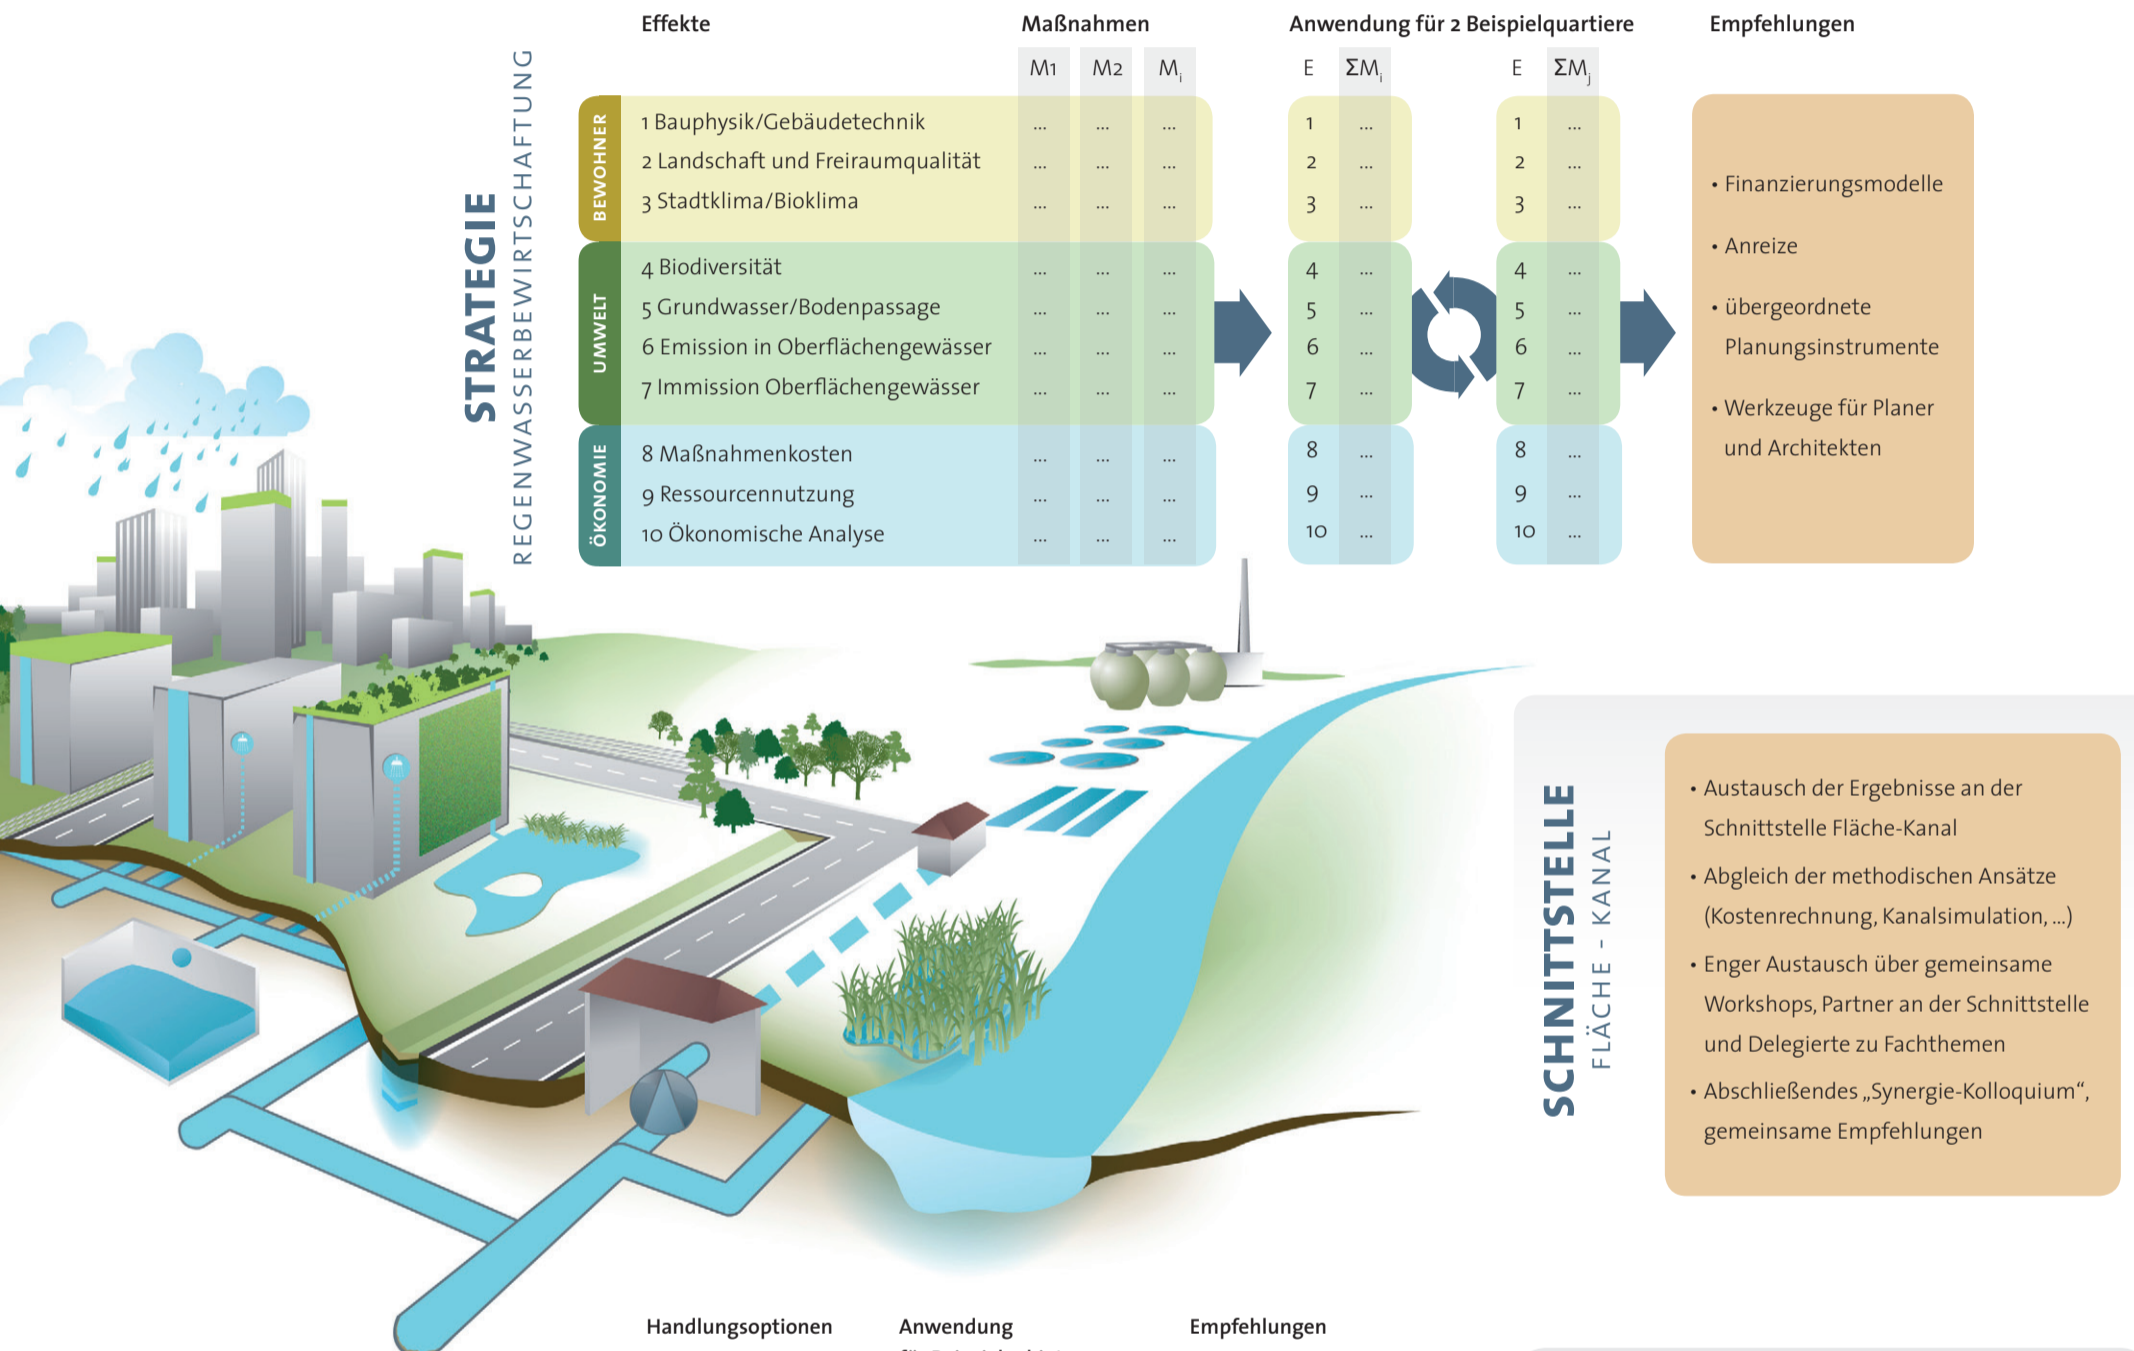 Effekte Maßnahmen Anwendung für 2 Beispielquartiere Empfehlungen
M1 M2 Mi E ΣMi E ΣMj
STRATEGIE
REGENWASSERBEWIRTSCHAFTUNG
BEWOHNER
1 Bauphysik/Gebäudetechnik ... ... ... 1 ... 1 ...
2 Landschaft und Freiraumqualität ... ... ... 2 ... 2 ...
3 Stadtklima/Bioklima ... ... ... 3 ... 3 ...
UMWELT
4 Biodiversität ... ... ... 4 ... 4 ...
5 Grundwasser/Bodenpassage ... ... ... 5 ... 5 ...
6 Emission in Oberflächengewässer ... ... ... 6 ... 6 ...
7 Immission Oberflächengewässer ... ... ... 7 ... 7 ...
ÖKONOMIE
8 Maßnahmenkosten ... ... ... 8 ... 8 ...
9 Ressourcennutzung ... ... ... 9 ... 9 ...
10 Ökonomische Analyse ... ... ... 10 ... 10 ...
• Finanzierungsmodelle
• Anreize
• übergeordnete
Planungsinstrumente
• Werkzeuge für Planer
und Architekten
SCHNITTSTELLE
FLÄCHE - KANAL
• Austausch der Ergebnisse an der
Schnittstelle Fläche-Kanal
• Abgleich der methodischen Ansätze
(Kostenrechnung, Kanalsimulation, ...)
• Enger Austausch über gemeinsame
Workshops, Partner an der Schnittstelle
und Delegierte zu Fachthemen
• Abschließendes „Synergie-Kolloquium“,
gemeinsame Empfehlungen
Handlungsoptionen Anwendung Empfehlungen